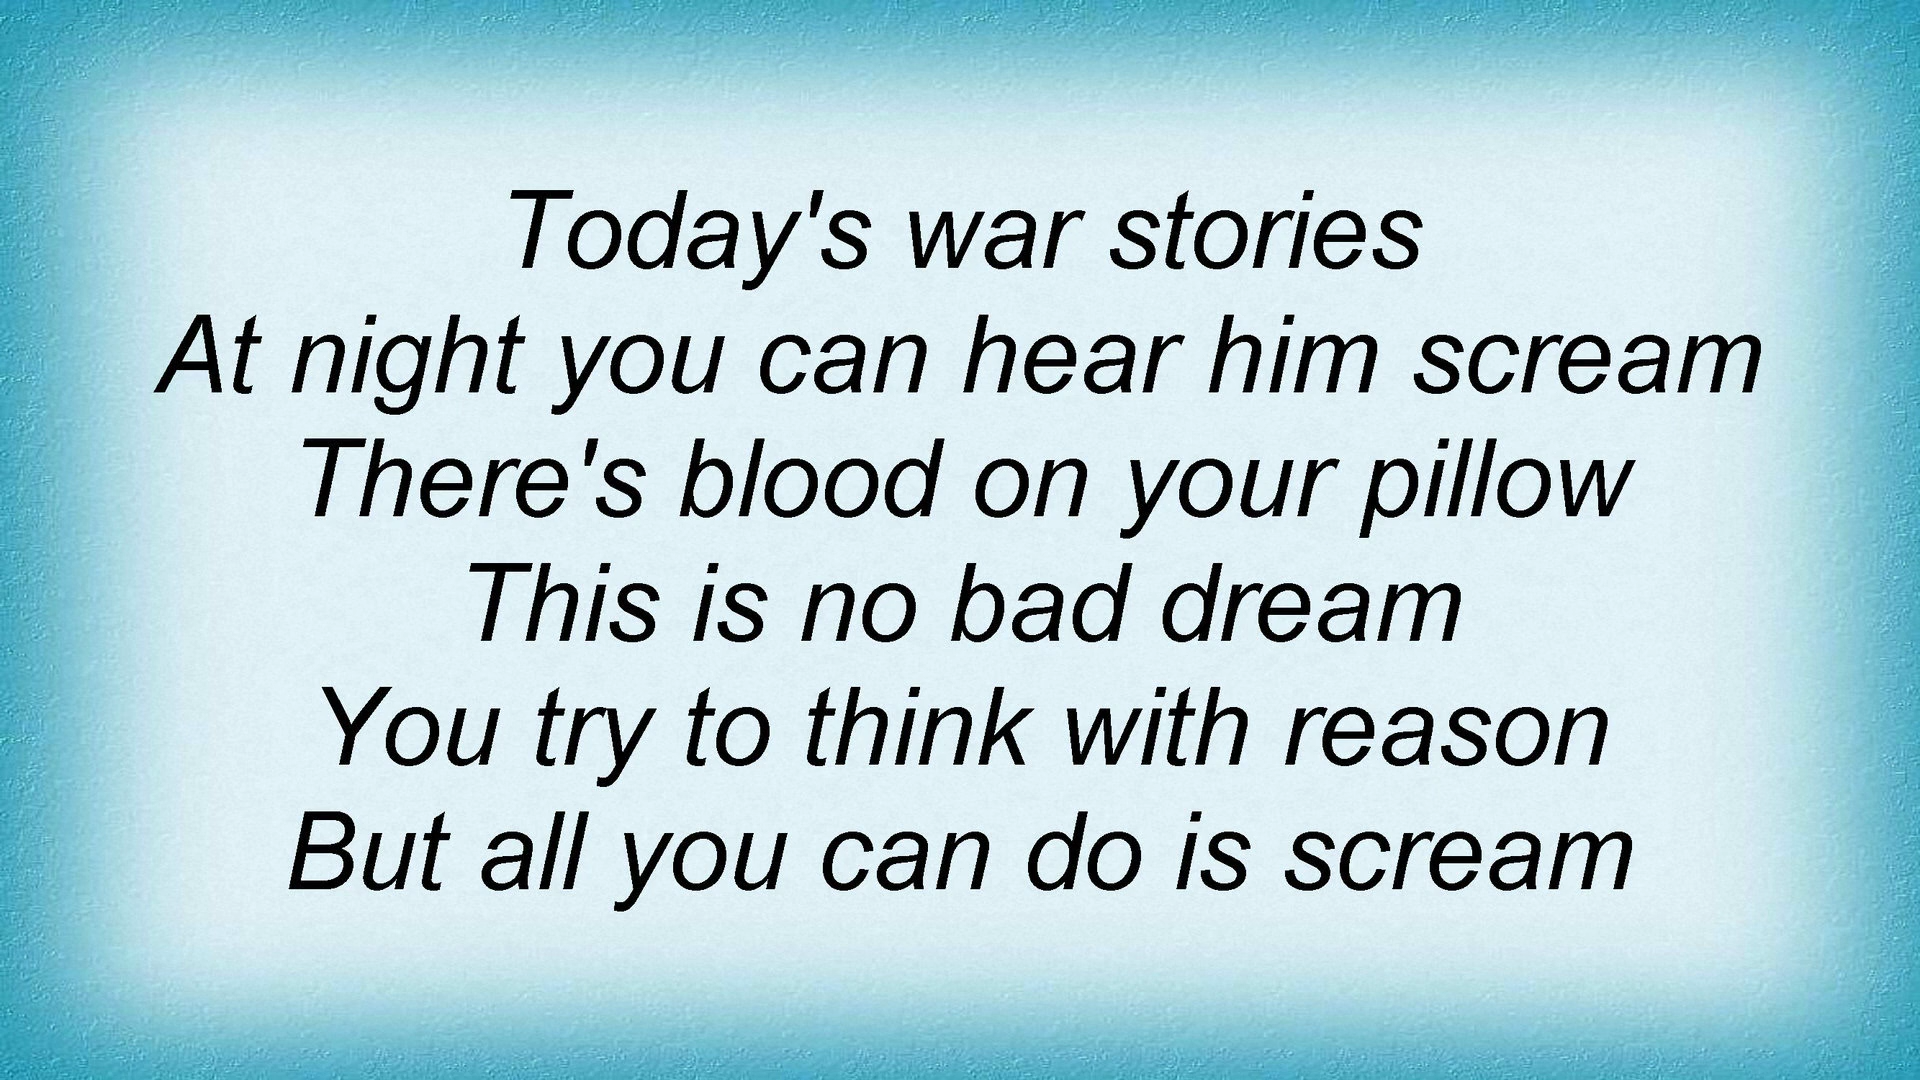 Today's war stories
At night you can hear him scream
There's blood on your pillow
This is no bad dream
You try to think with reason
But all you can do is scream